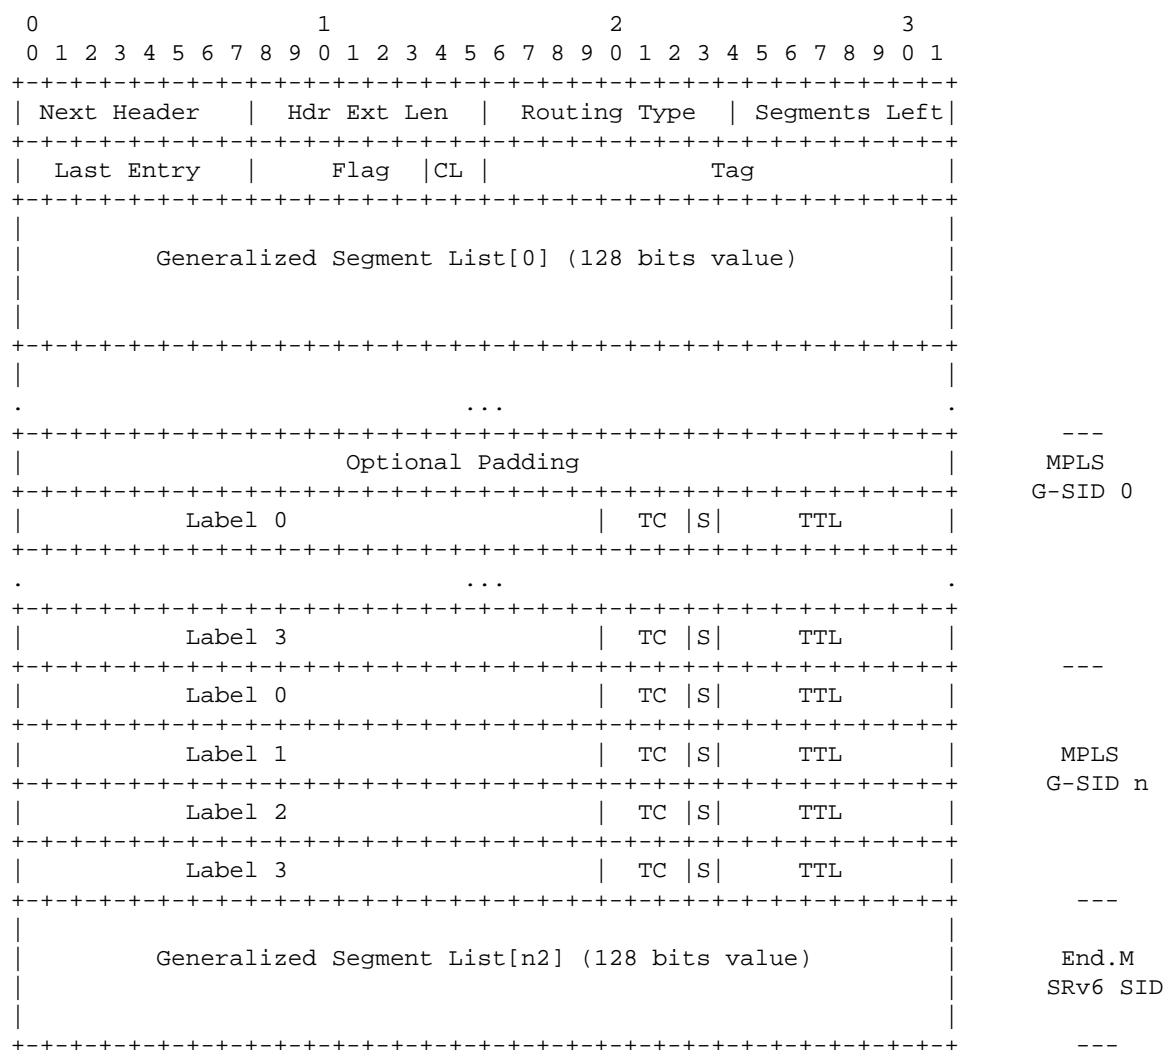 0                   1                   2                   3
 0 1 2 3 4 5 6 7 8 9 0 1 2 3 4 5 6 7 8 9 0 1 2 3 4 5 6 7 8 9 0 1
+-+-+-+-+-+-+-+-+-+-+-+-+-+-+-+-+-+-+-+-+-+-+-+-+-+-+-+-+-+-+-+-+
| Next Header   |  Hdr Ext Len  |  Routing Type  | Segments Left|
+-+-+-+-+-+-+-+-+-+-+-+-+-+-+-+-+-+-+-+-+-+-+-+-+-+-+-+-+-+-+-+-+
|  Last Entry   |     Flag  |CL |               Tag             |
+-+-+-+-+-+-+-+-+-+-+-+-+-+-+-+-+-+-+-+-+-+-+-+-+-+-+-+-+-+-+-+-+
|                                                               |
|         Generalized Segment List[0] (128 bits value)          |
|                                                               |
|                                                               |
+-+-+-+-+-+-+-+-+-+-+-+-+-+-+-+-+-+-+-+-+-+-+-+-+-+-+-+-+-+-+-+-+
|                                                               |
.                              ...                              .
+-+-+-+-+-+-+-+-+-+-+-+-+-+-+-+-+-+-+-+-+-+-+-+-+-+-+-+-+-+-+-+-+       ---
|                      Optional Padding                         |      MPLS
+-+-+-+-+-+-+-+-+-+-+-+-+-+-+-+-+-+-+-+-+-+-+-+-+-+-+-+-+-+-+-+-+     G-SID 0
|           Label 0                     |  TC |S|     TTL       |
+-+-+-+-+-+-+-+-+-+-+-+-+-+-+-+-+-+-+-+-+-+-+-+-+-+-+-+-+-+-+-+-+
.                              ...                              .
+-+-+-+-+-+-+-+-+-+-+-+-+-+-+-+-+-+-+-+-+-+-+-+-+-+-+-+-+-+-+-+-+
|           Label 3                     |  TC |S|     TTL       |
+-+-+-+-+-+-+-+-+-+-+-+-+-+-+-+-+-+-+-+-+-+-+-+-+-+-+-+-+-+-+-+-+       ---
|           Label 0                     |  TC |S|     TTL       |
+-+-+-+-+-+-+-+-+-+-+-+-+-+-+-+-+-+-+-+-+-+-+-+-+-+-+-+-+-+-+-+-+
|           Label 1                     |  TC |S|     TTL       |       MPLS
+-+-+-+-+-+-+-+-+-+-+-+-+-+-+-+-+-+-+-+-+-+-+-+-+-+-+-+-+-+-+-+-+      G-SID n
|           Label 2                     |  TC |S|     TTL       |
+-+-+-+-+-+-+-+-+-+-+-+-+-+-+-+-+-+-+-+-+-+-+-+-+-+-+-+-+-+-+-+-+
|           Label 3                     |  TC |S|     TTL       |
+-+-+-+-+-+-+-+-+-+-+-+-+-+-+-+-+-+-+-+-+-+-+-+-+-+-+-+-+-+-+-+-+        ---
|                                                               |
|         Generalized Segment List[n2] (128 bits value)         |       End.M
|                                                               |      SRv6 SID
|                                                               |
+-+-+-+-+-+-+-+-+-+-+-+-+-+-+-+-+-+-+-+-+-+-+-+-+-+-+-+-+-+-+-+-+        ---